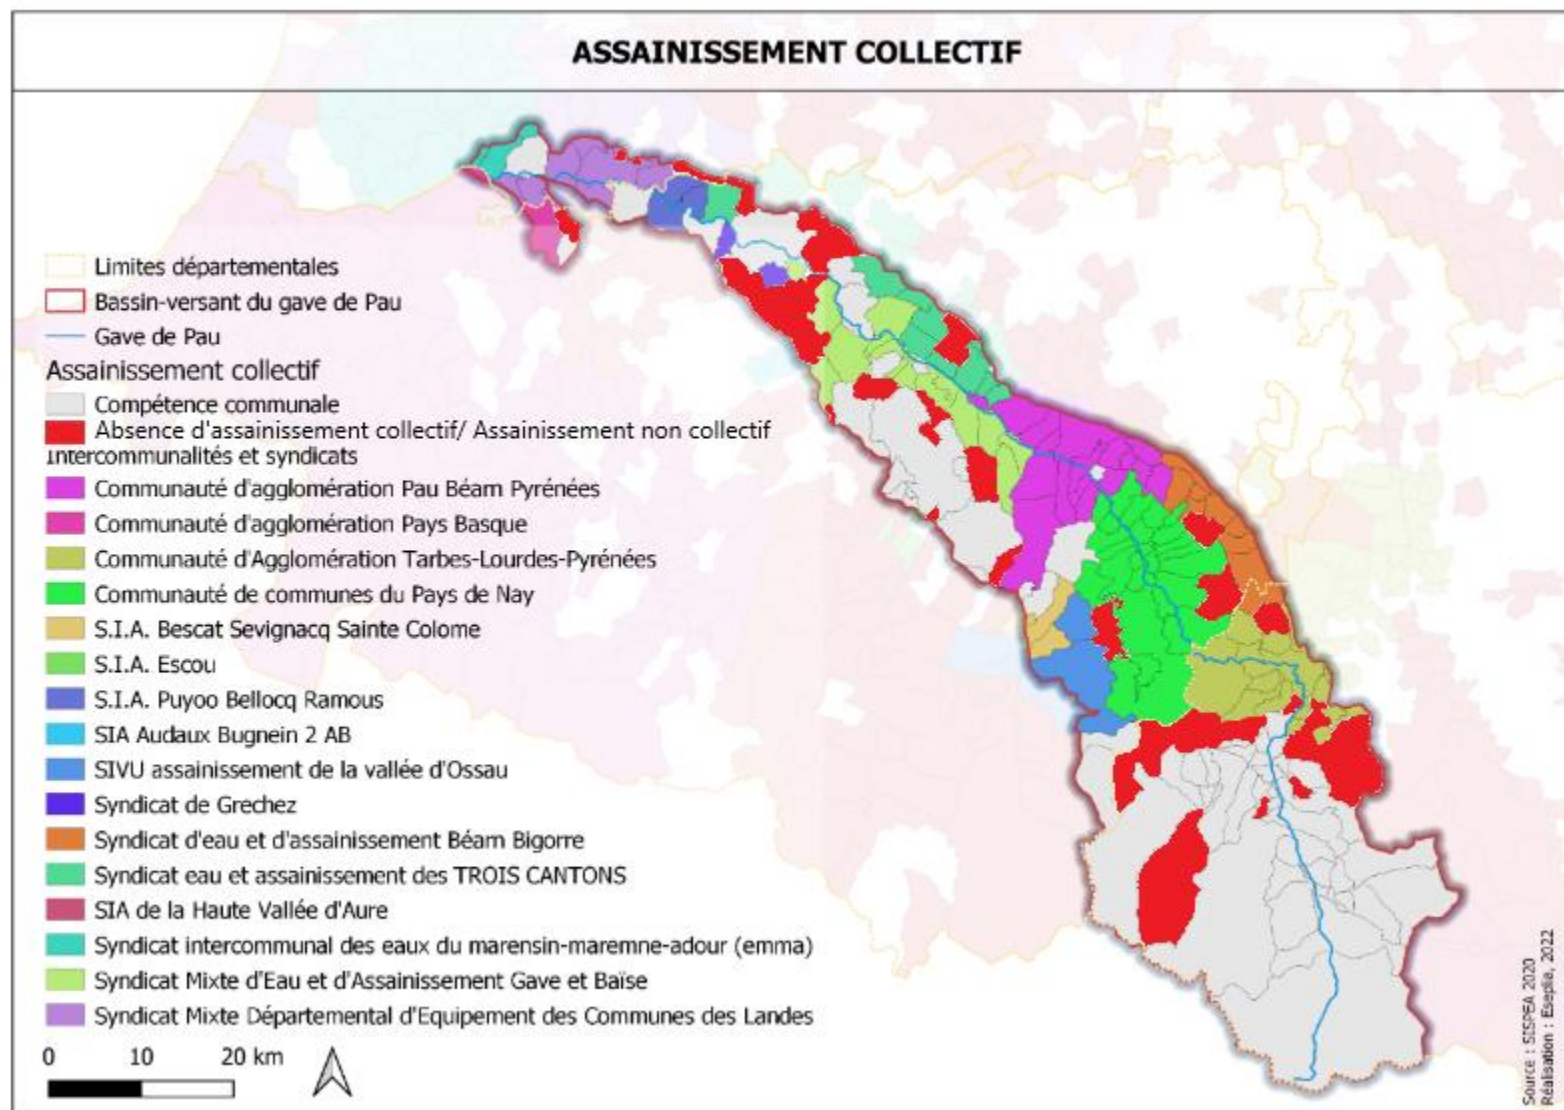 ASSAINISSEMENT COLLECTIF
Limites départementales
Bassin-versant du gave de Pau
Gave de Pau
Assainissement collectif
Compétence communale
Absence d'assainissement collectif/ Assainissement non collectif
Intercommunalités et syndicats
Communauté d'agglomération Pau Béarn Pyrénées
Communauté d'agglomération Pays Basque
Communauté d'Agglomération Tarbes-Lourdes-Pyrénées
Communauté de communes du Pays de Nay
S.I.A. Bescat Sevignacq Sainte Colome
S.I.A. Escou
S.I.A. Puyoo Bellocq Ramous
SIA Audaux Bugnein 2 AB
SIVU assainissement de la vallée d'Ossau
Syndicat de Grechez
Syndicat d'eau et d'assainissement Béarn Bigorre
Syndicat eau et assainissement des TROIS CANTONS
SIA de la Haute Vallée d'Aure
Syndicat intercommunal des eaux du marensin-maremne-adour (emma)
Syndicat Mixte d'Eau et d'Assainissement Gave et Baïse
Syndicat Mixte Départemental d'Equipement des Communes des Landes
0 10 20 km
Source : SISPEA 2020
Réalisation : Eseplia, 2022